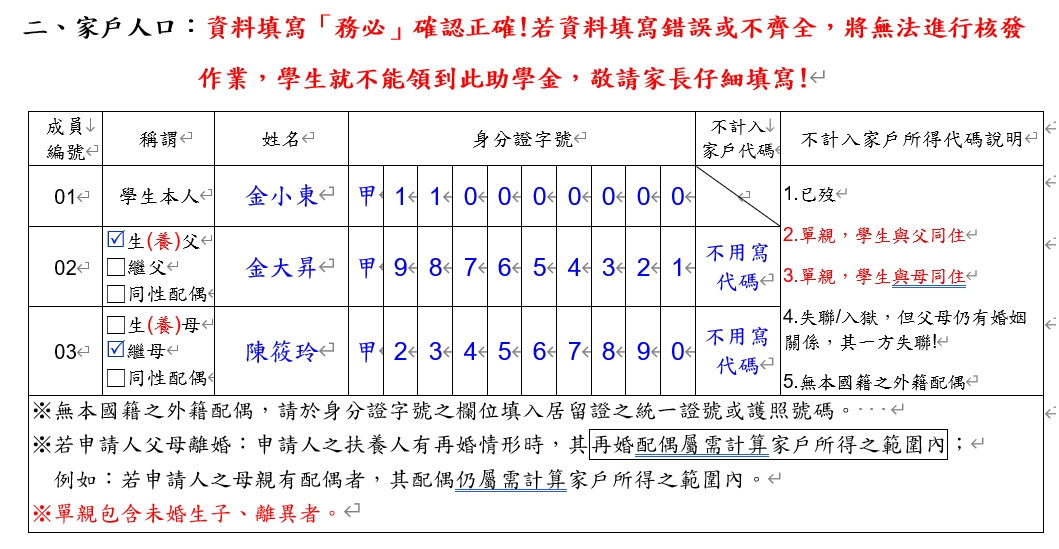 二、家戶人口：資料填寫「務必」確認正確!若資料填寫錯誤或不齊全，將無法進行核發
作業，學生就不能領到此助學金，敬請家長仔細填寫!
成員編號 稱謂 姓名 身分證字號 不計入家戶代碼 不計入家戶所得代碼說明
01 學生本人 金小東 甲 1 1 0 0 0 0 0 0 0
02 ☑生(養)父 金大昇 甲 9 8 7 6 5 4 3 2 1 不用寫代碼
□繼父
□同性配偶
03 □生(養)母 陳筱玲 甲 2 3 4 5 6 7 8 9 0 不用寫代碼
☑繼母
□同性配偶
1.已歿
2.單親，學生與父同住
3.單親，學生與母同住
4.失聯/入獄，但父母仍有婚姻
關係，其一方失聯!
5.無本國籍之外籍配偶
※無本國籍之外籍配偶，請於身分證字號之欄位填入居留證之統一證號或護照號碼。
※若申請人父母離婚：申請人之扶養人有再婚情形時，其再婚配偶屬需計算家戶所得之範圍內；
例如：若申請人之母親有配偶者，其配偶仍屬需計算家戶所得之範圍內。
※單親包含未婚生子、離異者。